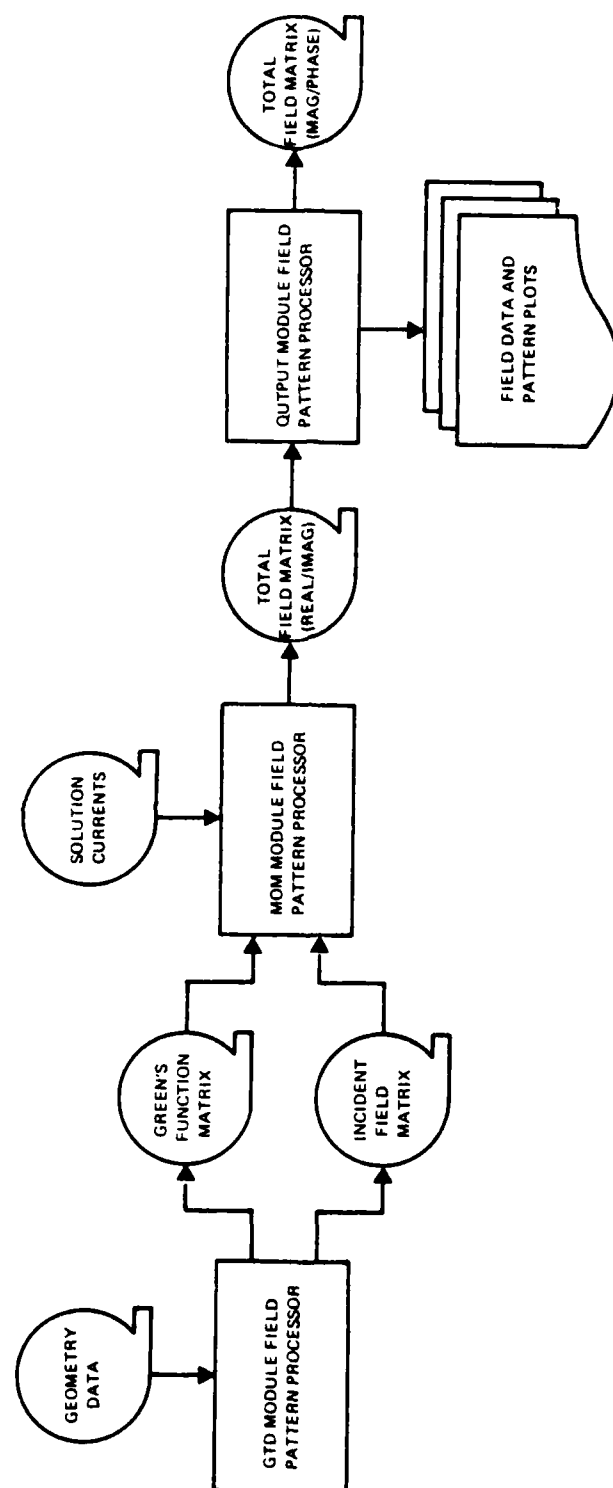 GEOMETRY
DATA
GTD MODULE FIELD
PATTERN PROCESSOR
GREEN'S
FUNCTION
MATRIX
INCIDENT
FIELD
MATRIX
SOLUTION
CURRENTS
MOM MODULE FIELD
PATTERN PROCESSOR
TOTAL
FIELD MATRIX
(REAL/IMAG)
QUTPUT MODULE FIELD
PATTERN PROCESSOR
TOTAL
FIELD MATRIX
(MAG/PHASE)
FIELD DATA AND
PATTERN PLOTS